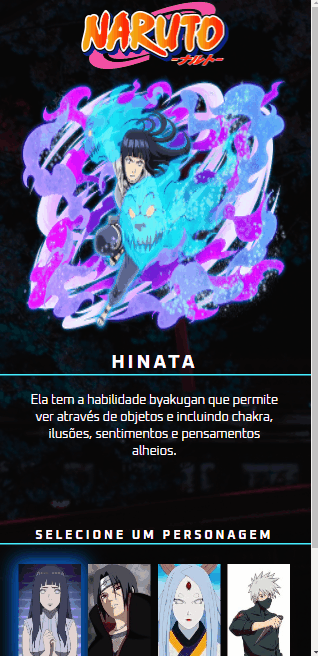 NARUTO
-ナルト-
HINATA
Ela tem a habilidade byakugan que permite
ver através de objetos e incluindo chakra,
ilusões, sentimentos e pensamentos
alheios.
SELECIONE UM PERSONAGEM